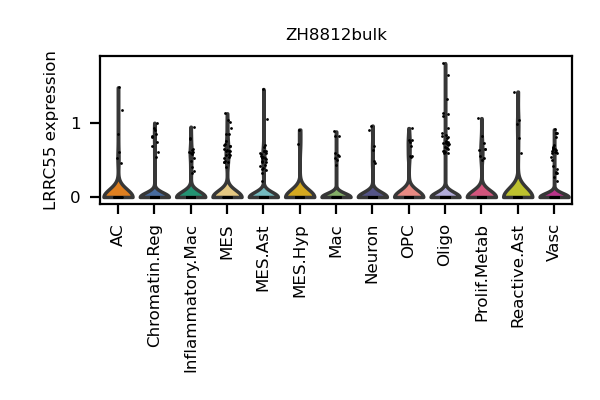 ZH8812bulk
LRRC55 expression
1
0
AC
Chromatin.Reg
Inflammatory.Mac
MES
MES.Ast
MES.Hyp
Mac
Neuron
OPC
Oligo
Prolif.Metab
Reactive.Ast
Vasc